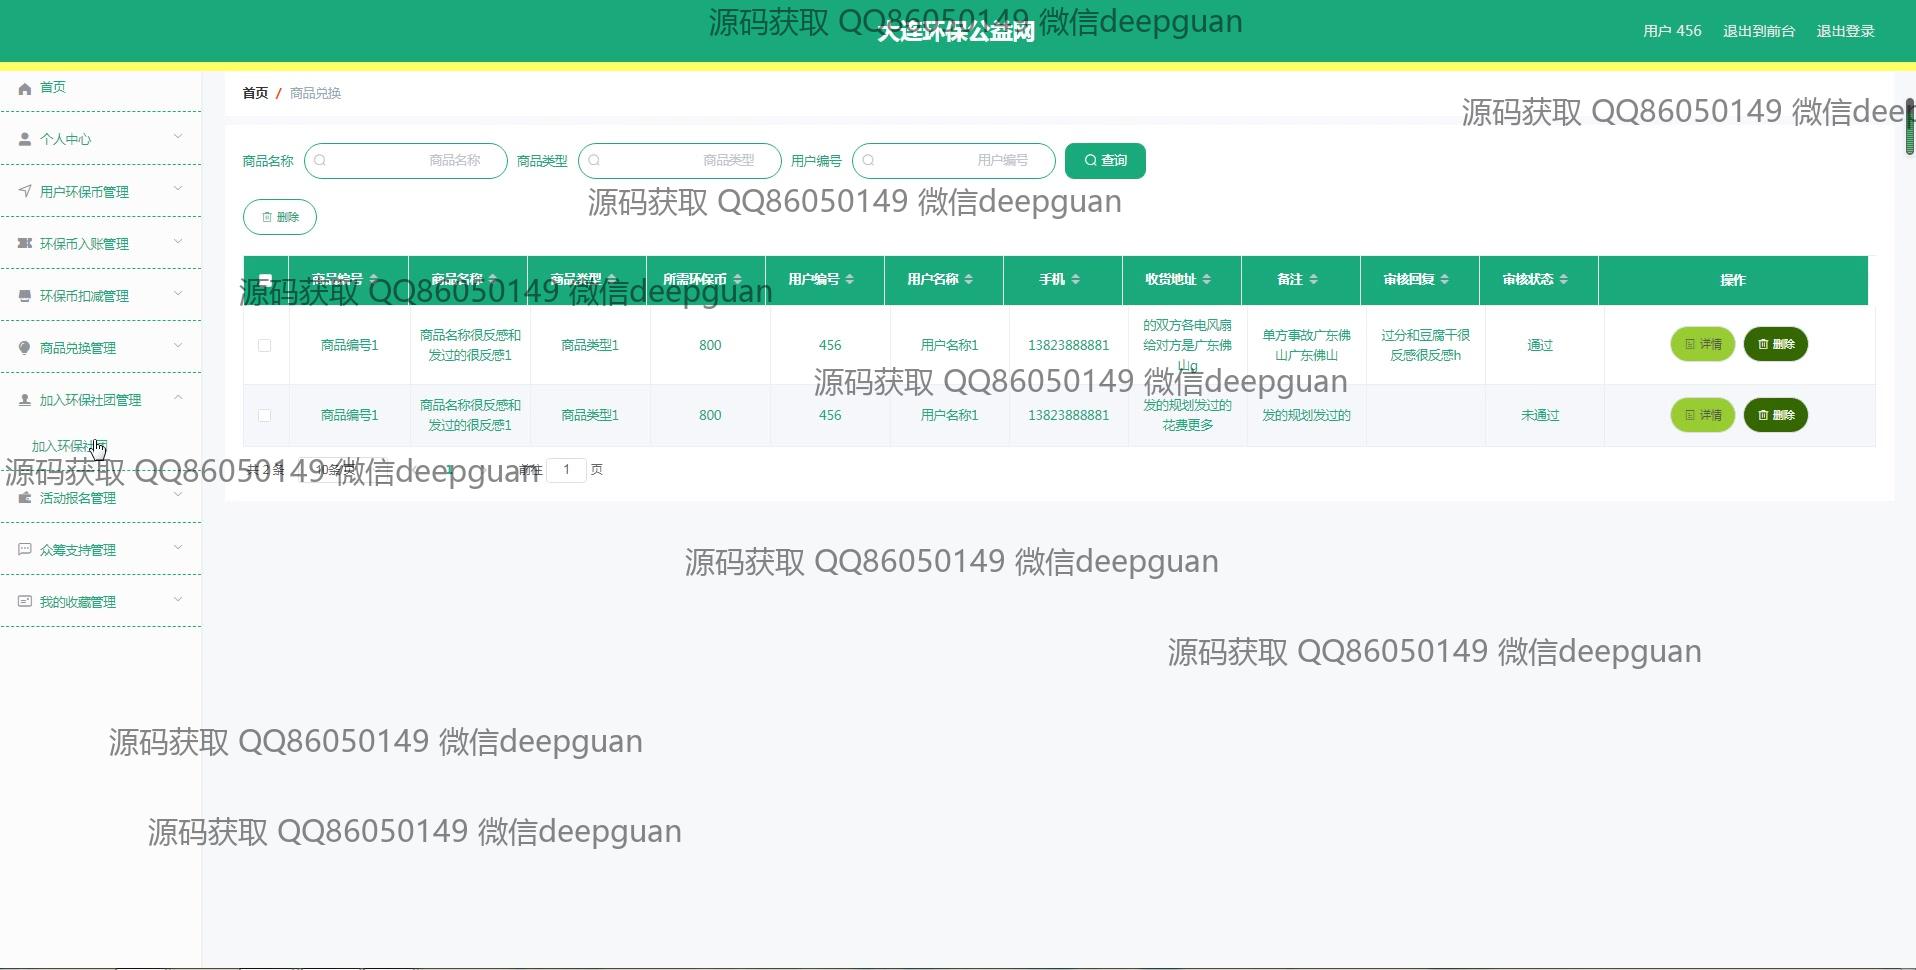 源码获取 QQ86050149 微信deepguan
大连环保公益网
用户 456 退出到前台 退出登录
首页
个人中心
用户环保币管理
环保币入账管理
环保币扣减管理
商品兑换管理
加入环保社团管理
加入环保社团
活动报名管理
众筹支持管理
我的收藏管理
首页 / 商品兑换
源码获取 QQ86050149 微信deep
商品名称 商品名称 商品类型 商品类型 用户编号 用户编号 查询
源码获取 QQ86050149 微信deepguan
删除
商品编号 商品名称 商品类型 所需环保币 用户编号 用户名称 手机 收货地址 备注 审核回复 审核状态 操作
源码获取 QQ86050149 微信deepguan
商品编号1 商品名称很反感和发过的很反感1 商品类型1 800 456 用户名称1 13823888881 的双方各电风扇给对方是广东佛山g 单方事故广东佛山广东佛山 过分和豆腐干很反感很反感h 通过 详情 删除
源码获取 QQ86050149 微信deepguan
商品编号1 商品名称很反感和发过的很反感1 商品类型1 800 456 用户名称1 13823888881 发的规划发过的花费更多 发的规划发过的 未通过 详情 删除
共 2 条 10条/页 1 前往 1 页
源码获取 QQ86050149 微信deepguan
源码获取 QQ86050149 微信deepguan
源码获取 QQ86050149 微信deepguan
源码获取 QQ86050149 微信deepguan
源码获取 QQ86050149 微信deepguan